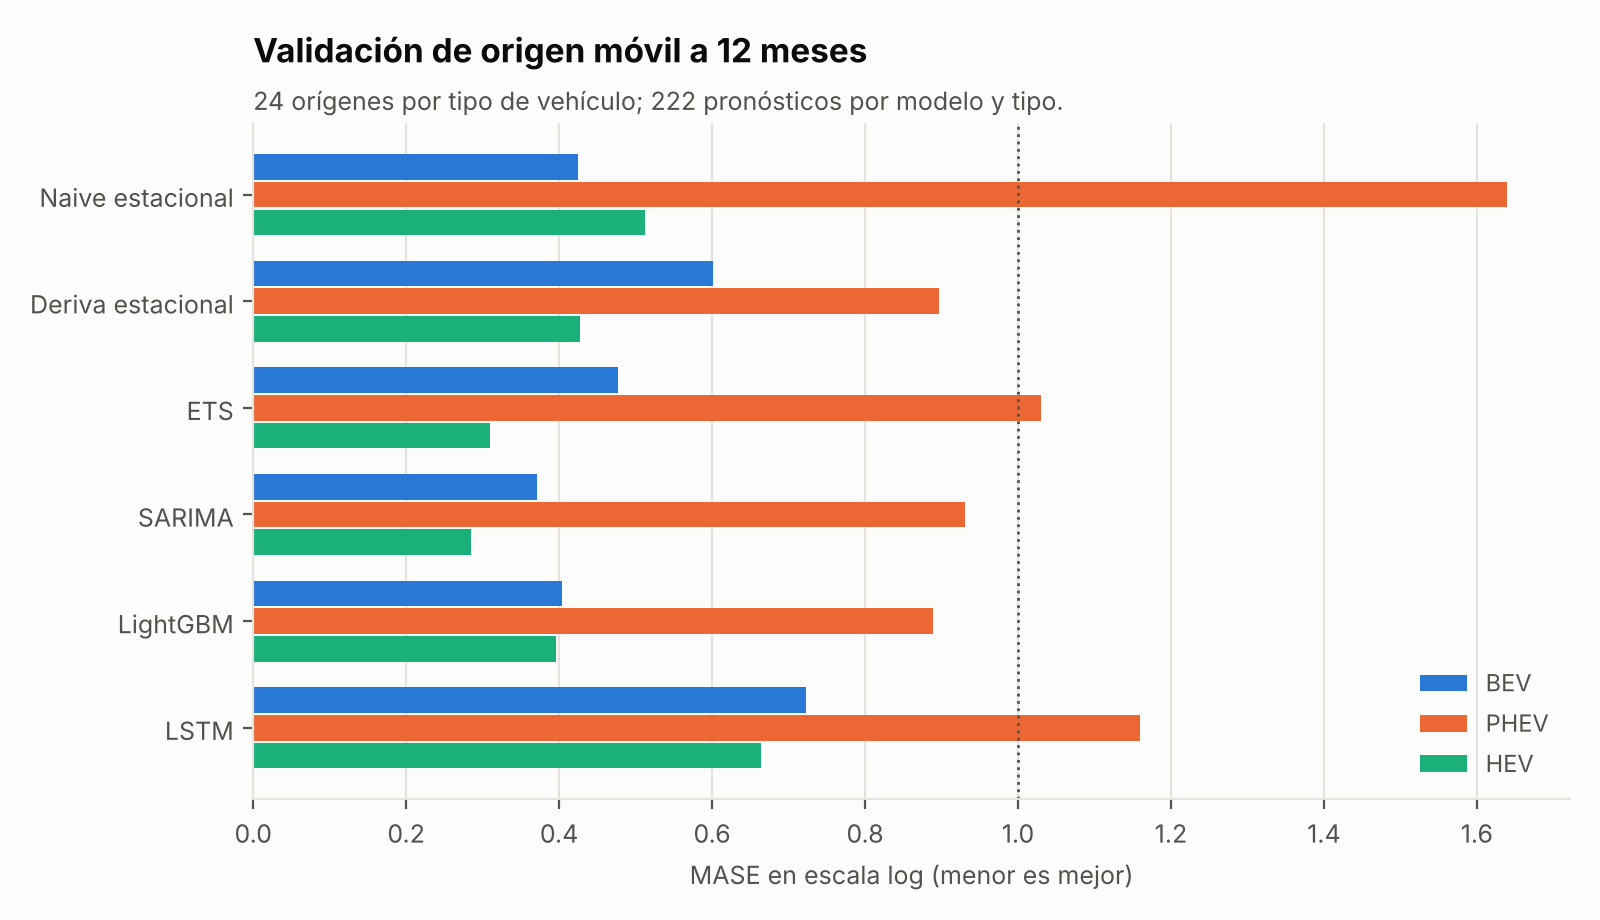 Validación de origen móvil a 12 meses
24 orígenes por tipo de vehículo; 222 pronósticos por modelo y tipo.
Naive estacional
Deriva estacional
ETS
SARIMA
LightGBM
LSTM
BEV
PHEV
HEV
0.0 0.2 0.4 0.6 0.8 1.0 1.2 1.4 1.6
MASE en escala log (menor es mejor)